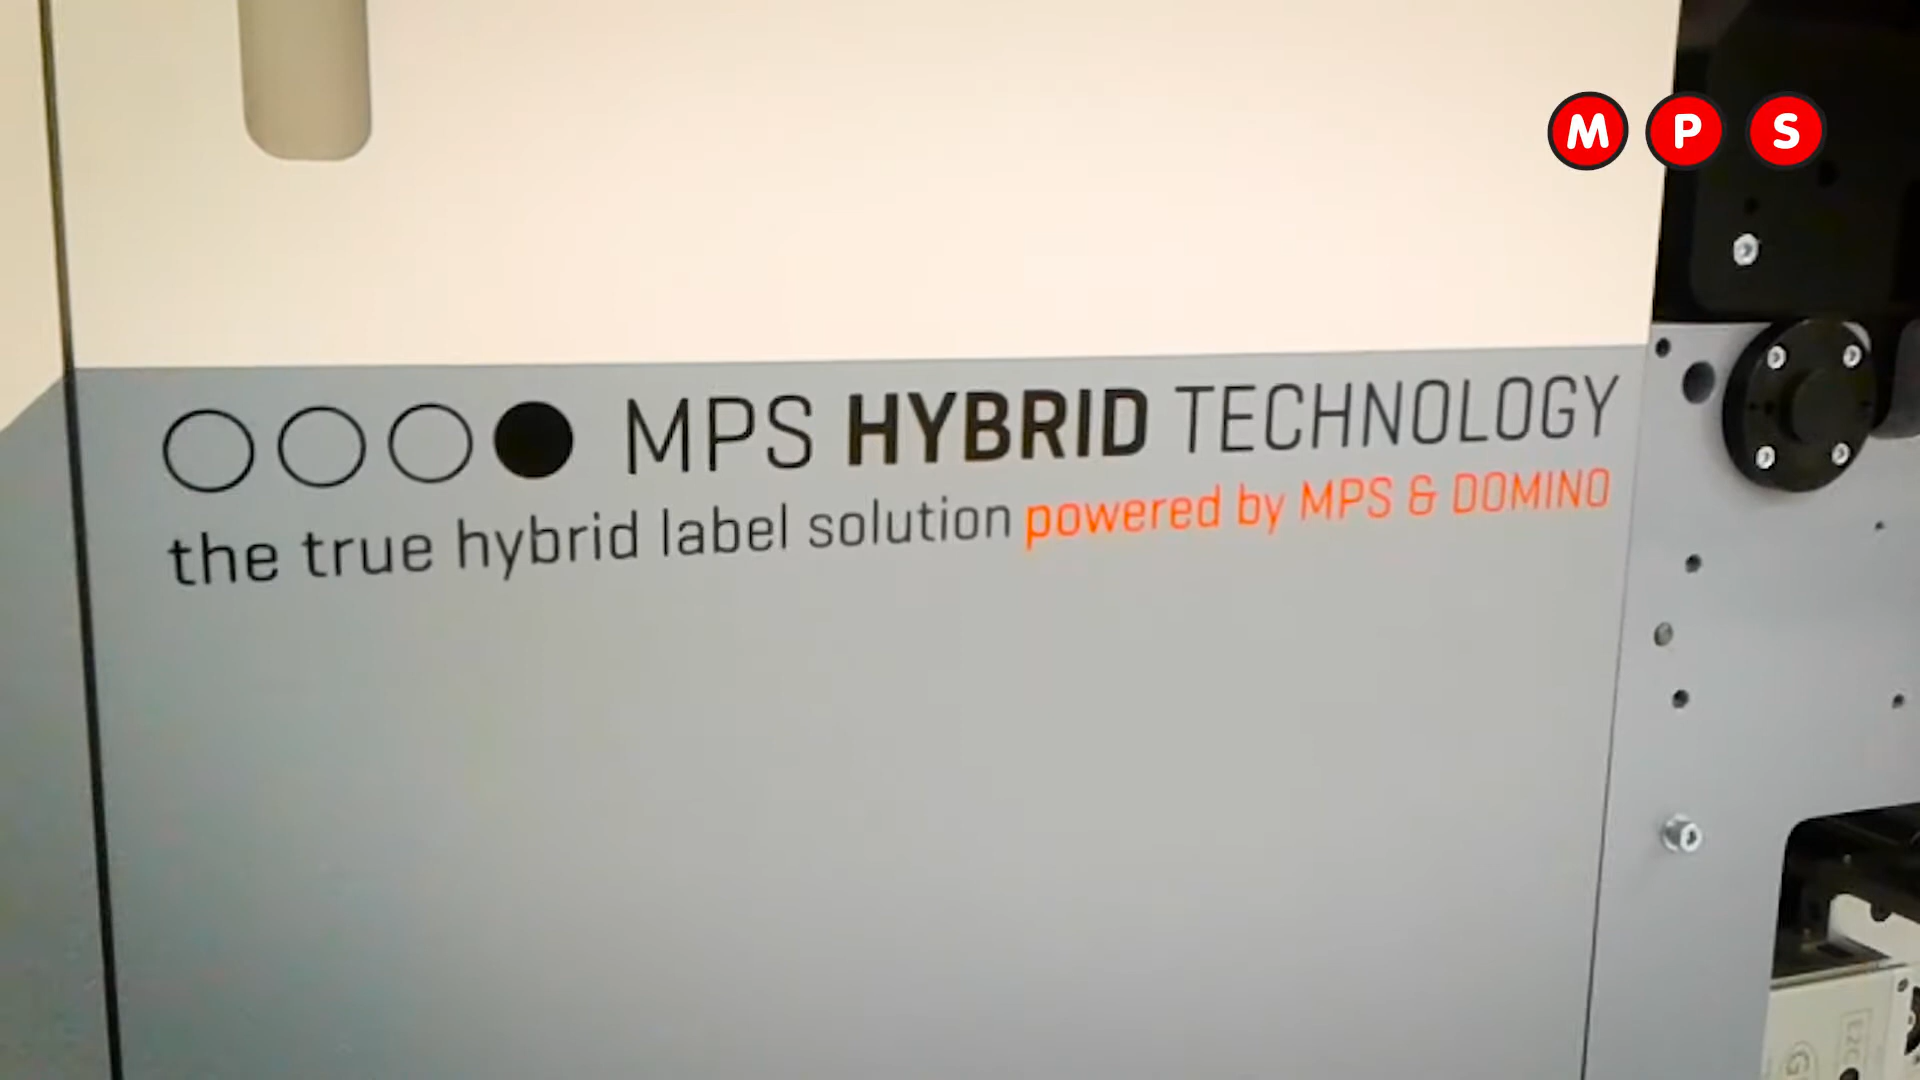 M P S
MPS HYBRID TECHNOLOGY
the true hybrid label solution powered by MPS & DOMINO